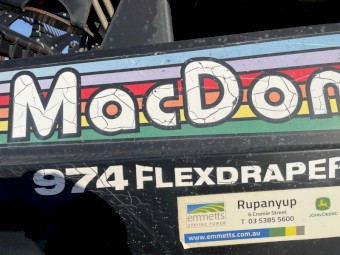 MacDon
974 FLEXDRAPER
emmetts
Rupanyup
6 Cromie Street
T 03 5385 5600
JOHN DEERE
www.emmetts.com.au